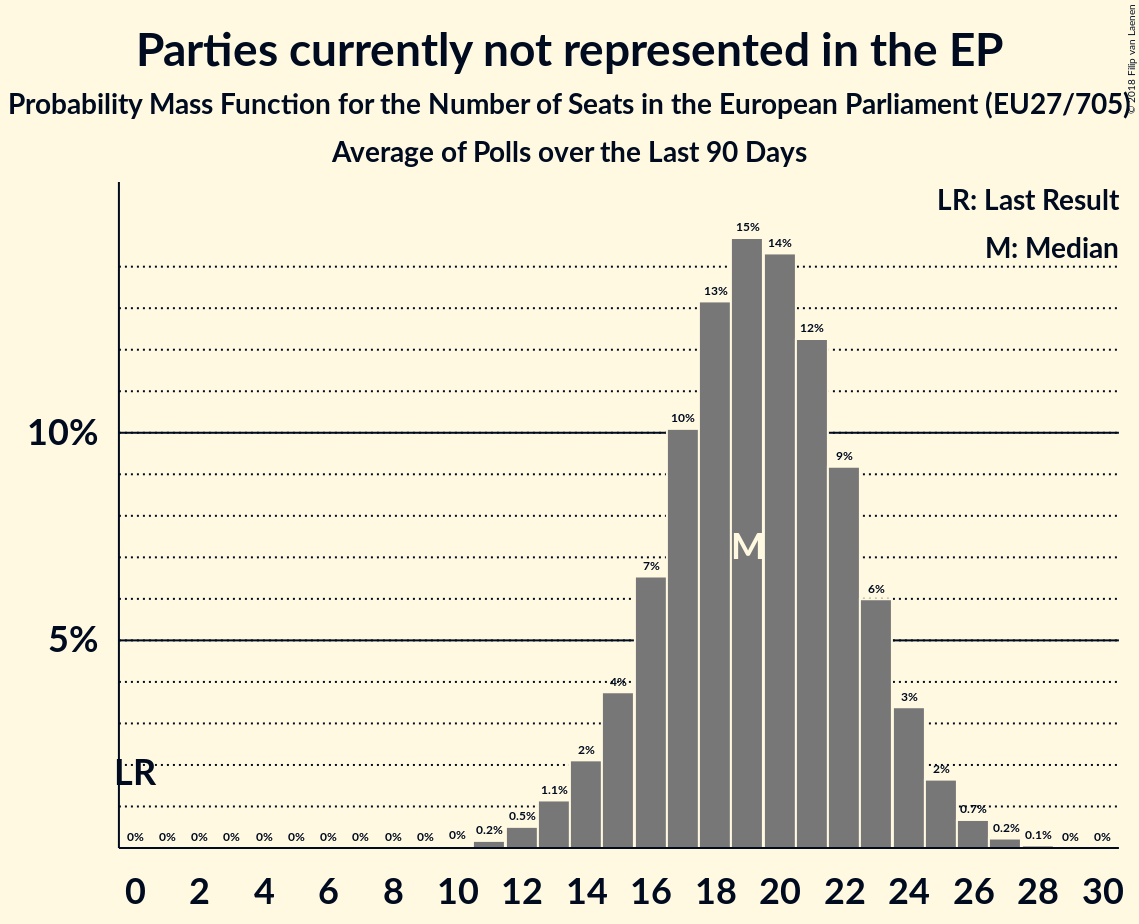 Parties currently not represented in the EP
Probability Mass Function for the Number of Seats in the European Parliament (EU27/705)
Average of Polls over the Last 90 Days
© 2018 Filip van Laenen
LR: Last Result
M: Median
15%
14%
13%
12%
10%
10%
9%
M
7%
6%
5%
4%
3%
LR
2%
2%
0% 0% 0% 0% 0% 0% 0% 0% 0% 0% 0% 0.2% 0.5% 1.1% 0.7% 0.2% 0.1% 0% 0%
0 2 4 6 8 10 12 14 16 18 20 22 24 26 28 30